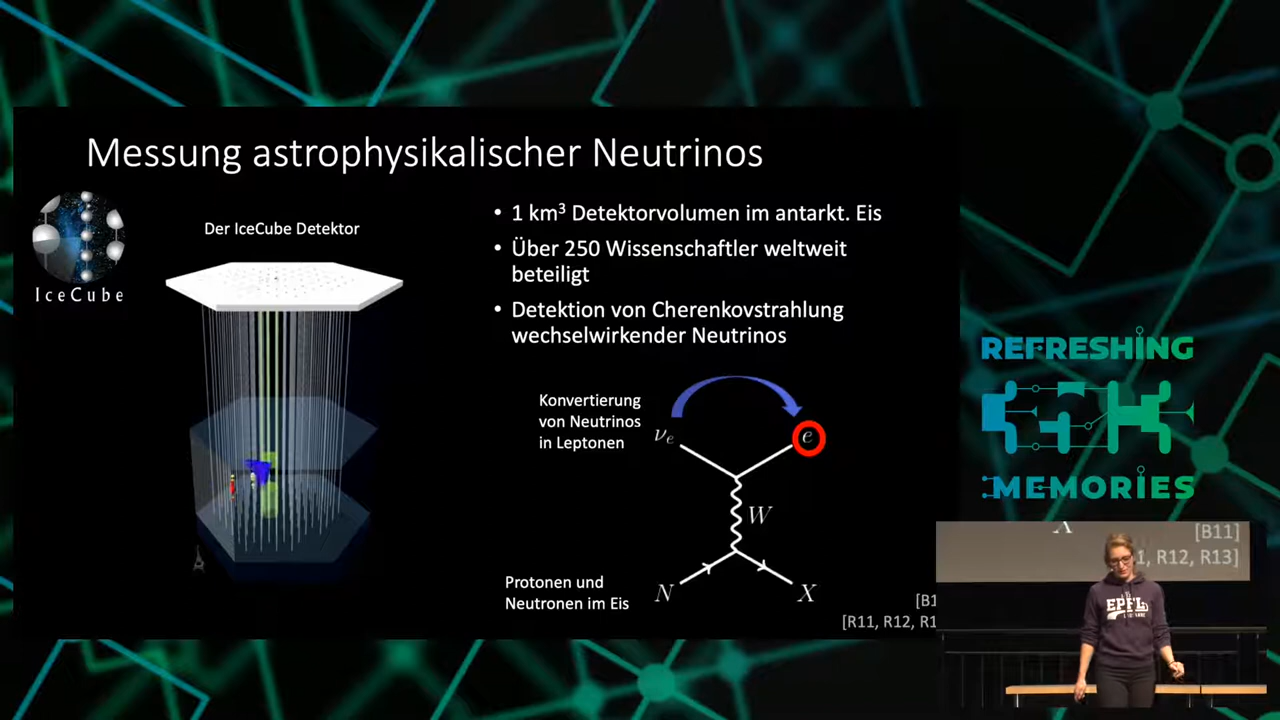 Messung astrophysikalischer Neutrinos
IceCube
Der IceCube Detektor
• 1 km³ Detektorvolumen im antarkt. Eis
• Über 250 Wissenschaftler weltweit
beteiligt
• Detektion von Cherenkovstrahlung
wechselwirkender Neutrinos
Konvertierung
von Neutrinos
in Leptonen
νₑ
e
W
Protonen und
Neutronen im Eis
N
X
[B1
[R11, R12, R1
REFRESHING
GPN
MEMORIES
X
[B11]
1, R12, R13]
EPFL